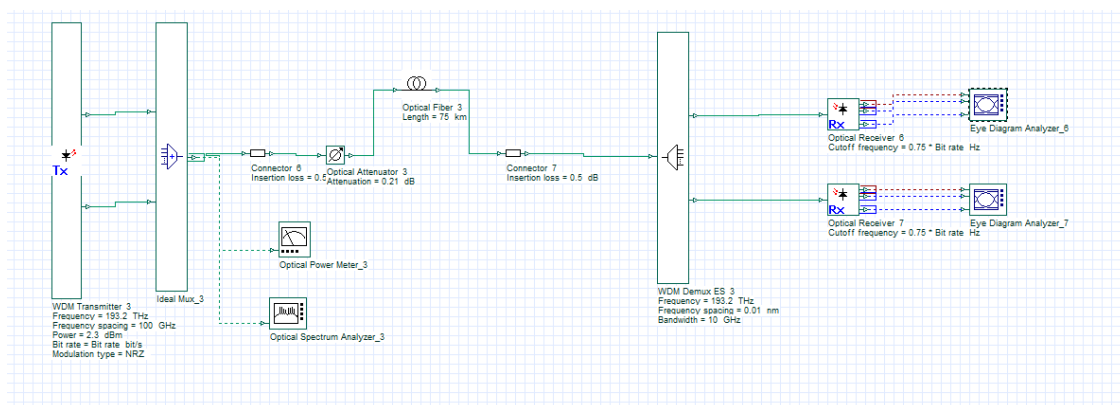 Tx
WDM Transmitter_3
Frequency = 193.2 THz
Frequency spacing = 100 GHz
Power = 2.3 dBm
Bit rate = Bit rate bit/s
Modulation type = NRZ
Ideal Mux_3
Connector 6
Insertion loss = 0.5
Optical Attenuator 3
Attenuation = 0.21 dB
Optical Fiber 3
Length = 75 km
Optical Power Meter_3
Optical Spectrum Analyzer_3
Connector 7
Insertion loss = 0.5 dB
WDM Demux ES 3
Frequency = 193.2 THz
Frequency spacing = 0.01 nm
Bandwidth = 10 GHz
Rx
Optical Receiver 6
Cutoff frequency = 0.75 * Bit rate Hz
Eye Diagram Analyzer_6
Rx
Optical Receiver 7
Cutoff frequency = 0.75 * Bit rate Hz
Eye Diagram Analyzer_7